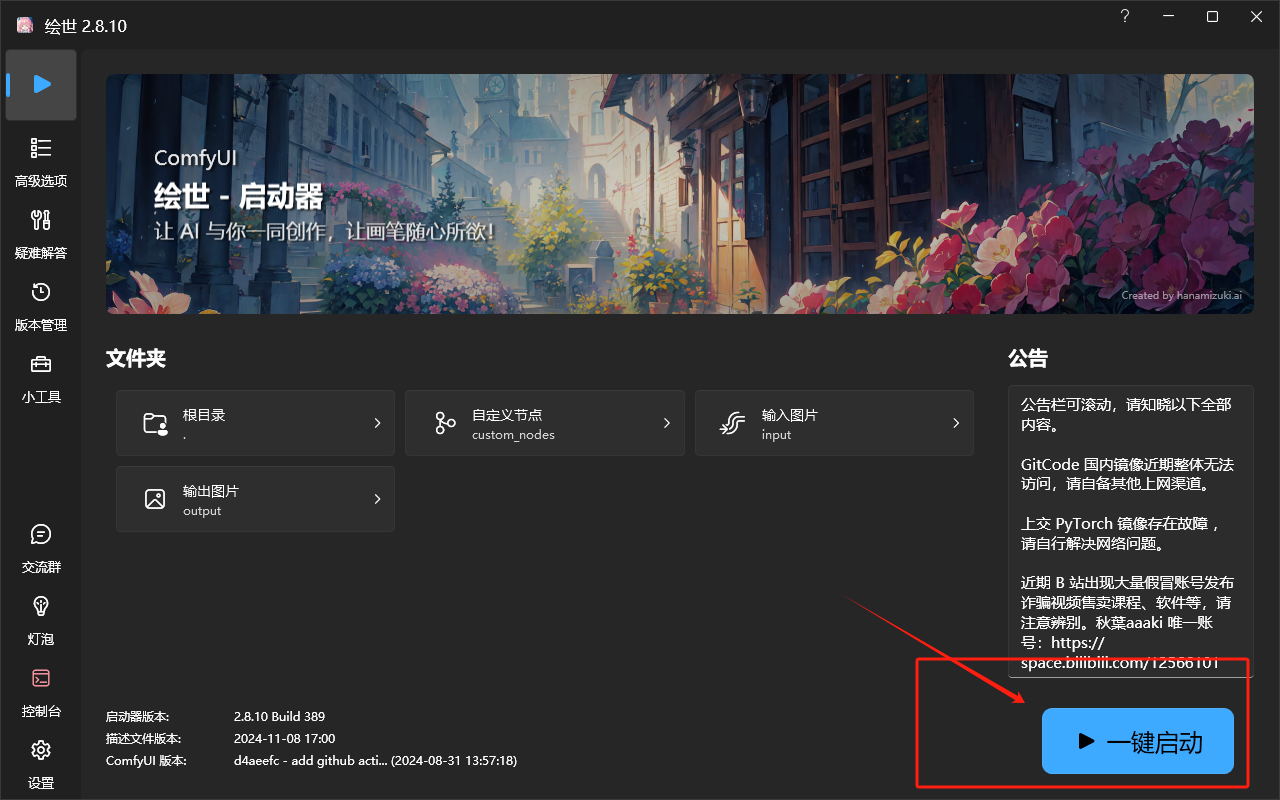 绘世 2.8.10
?
高级选项
疑难解答
版本管理
小工具
交流群
灯泡
控制台
设置
ComfyUI
绘世 - 启动器
让 AI 与你一同创作，让画笔随心所欲！
Created by hanamizuki.ai
文件夹
根目录
.
自定义节点
custom_nodes
输入图片
input
输出图片
output
公告
公告栏可滚动，请知晓以下全部
内容。
GitCode 国内镜像近期整体无法
访问，请自备其他上网渠道。
上交 PyTorch 镜像存在故障，
请自行解决网络问题。
近期 B 站出现大量假冒账号发布
诈骗视频售卖课程、软件等，请
注意辨别。秋葉aaaki 唯一账
号：https://
space.bilibili.com/12566101
启动器版本: 2.8.10 Build 389
描述文件版本: 2024-11-08 17:00
ComfyUI 版本: d4aeefc - add github acti... (2024-08-31 13:57:18)
一键启动